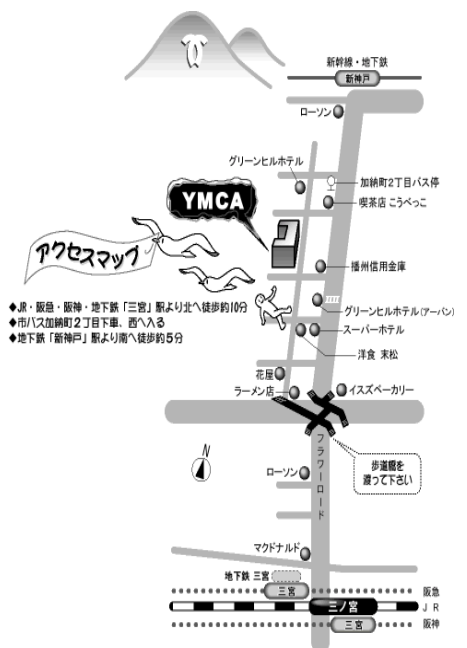 新幹線・地下鉄
新神戸
ローソン
グリーンヒルホテル
加納町2丁目バス停
喫茶店 こうべっこ
YMCA
アクセスマップ
播州信用金庫
◆JR・阪急・阪神・地下鉄「三宮」駅より北へ徒歩約10分
◆市バス加納町2丁目下車、西へ入る
◆地下鉄「新神戸」駅より南へ徒歩約5分
グリーンヒルホテル(アーバン)
スーパーホテル
洋食 末松
花屋
ラーメン店
イスズベーカリー
N
フラワーロード
歩道橋を
渡って下さい
ローソン
マクドナルド
地下鉄 三宮
三宮
阪急
三ノ宮
JR
三宮
阪神